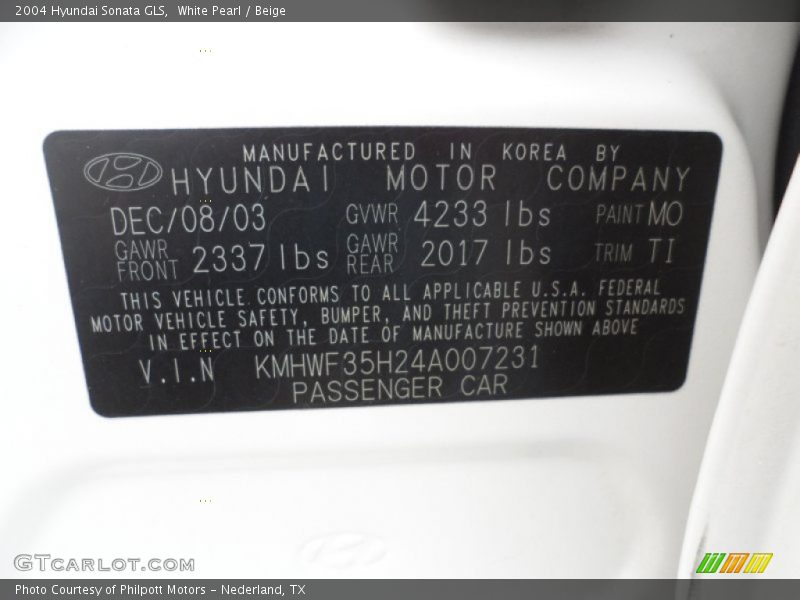 2004 Hyundai Sonata GLS, White Pearl / Beige
MANUFACTURED IN KOREA BY
HYUNDAI MOTOR COMPANY
DEC/08/03 GVWR 4233 lbs PAINT MO
GAWR FRONT 2337 lbs GAWR REAR 2017 lbs TRIM TI
THIS VEHICLE CONFORMS TO ALL APPLICABLE U.S.A. FEDERAL
MOTOR VEHICLE SAFETY, BUMPER, AND THEFT PREVENTION STANDARDS
IN EFFECT ON THE DATE OF MANUFACTURE SHOWN ABOVE
V.I.N KMHWF35H24A007231
PASSENGER CAR
GTCARLOT.COM
Photo Courtesy of Philpott Motors - Nederland, TX